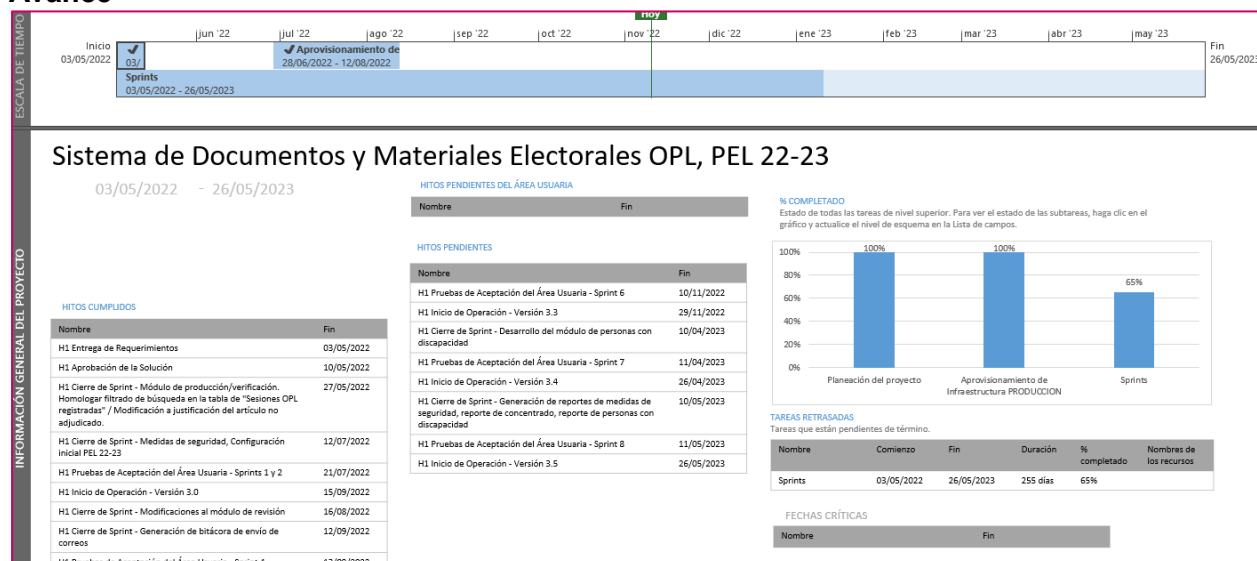 Avance
ESCALA DE TIEMPO
Hoy
jun '22 jul '22 ago '22 sep '22 oct '22 nov '22 dic '22 ene '23 feb '23 mar '23 abr '23 may '23
Inicio
03/05/2022
03/
Aprovisionamiento de
28/06/2022 - 12/08/2022
Sprints
03/05/2022 - 26/05/2023
Fin
26/05/2023
INFORMACIÓN GENERAL DEL PROYECTO
Sistema de Documentos y Materiales Electorales OPL, PEL 22-23
03/05/2022 - 26/05/2023
HITOS CUMPLIDOS
Nombre Fin
H1 Entrega de Requerimientos 03/05/2022
H1 Aprobación de la Solución 10/05/2022
H1 Cierre de Sprint - Módulo de producción/verificación. 27/05/2022
Homologar filtrado de búsqueda en la tabla de "Sesiones OPL
registradas" / Modificación a justificación del artículo no
adjudicado.
H1 Cierre de Sprint - Medidas de seguridad, Configuración 12/07/2022
inicial PEL 22-23
H1 Pruebas de Aceptación del Área Usuaria - Sprints 1 y 2 21/07/2022
H1 Inicio de Operación - Versión 3.0 15/09/2022
H1 Cierre de Sprint - Modificaciones al módulo de revisión 16/08/2022
H1 Cierre de Sprint - Generación de bitácora de envío de 12/09/2022
correos
HITOS PENDIENTES DEL ÁREA USUARIA
Nombre Fin
HITOS PENDIENTES
Nombre Fin
H1 Pruebas de Aceptación del Área Usuaria - Sprint 6 10/11/2022
H1 Inicio de Operación - Versión 3.3 29/11/2022
H1 Cierre de Sprint - Desarrollo del módulo de personas con 10/04/2023
discapacidad
H1 Pruebas de Aceptación del Área Usuaria - Sprint 7 11/04/2023
H1 Inicio de Operación - Versión 3.4 26/04/2023
H1 Cierre de Sprint - Generación de reportes de medidas de 10/05/2023
seguridad, reporte de concentrado, reporte de personas con
discapacidad
H1 Pruebas de Aceptación del Área Usuaria - Sprint 8 11/05/2023
H1 Inicio de Operación - Versión 3.5 26/05/2023
% COMPLETADO
Estado de todas las tareas de nivel superior. Para ver el estado de las subtareas, haga clic en el
gráfico y actualice el nivel de esquema en la Lista de campos.
100% 100% 100%
80%
65%
60%
40%
20%
0%
Planeación del proyecto Aprovisionamiento de Sprints
Infraestructura PRODUCCION
TAREAS RETRASADAS
Tareas que están pendientes de término.
Nombre Comienzo Fin Duración % Nombres de
completado los recursos
Sprints 03/05/2022 26/05/2023 255 días 65%
FECHAS CRÍTICAS
Nombre Fin